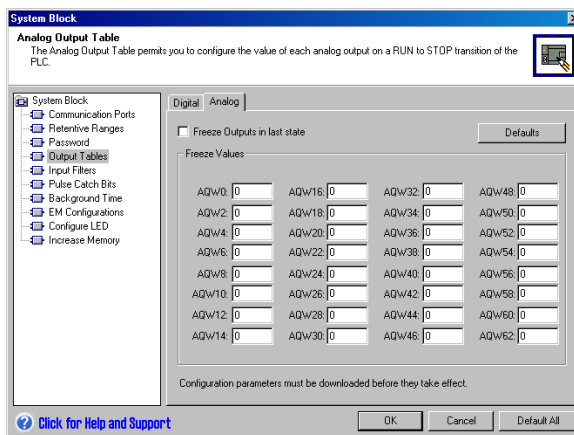 System Block
Analog Output Table
The Analog Output Table permits you to configure the value of each analog output on a RUN to STOP transition of the
PLC.
System Block
Communication Ports
Retentive Ranges
Password
Output Tables
Input Filters
Pulse Catch Bits
Background Time
EM Configurations
Configure LED
Increase Memory
Digital Analog
Freeze Outputs in last state Defaults
Freeze Values
AQW0: 0 AQW16: 0 AQW32: 0 AQW48: 0
AQW2: 0 AQW18: 0 AQW34: 0 AQW50: 0
AQW4: 0 AQW20: 0 AQW36: 0 AQW52: 0
AQW6: 0 AQW22: 0 AQW38: 0 AQW54: 0
AQW8: 0 AQW24: 0 AQW40: 0 AQW56: 0
AQW10: 0 AQW26: 0 AQW42: 0 AQW58: 0
AQW12: 0 AQW28: 0 AQW44: 0 AQW60: 0
AQW14: 0 AQW30: 0 AQW46: 0 AQW62: 0
Configuration parameters must be downloaded before they take effect.
? Click for Help and Support OK Cancel Default All